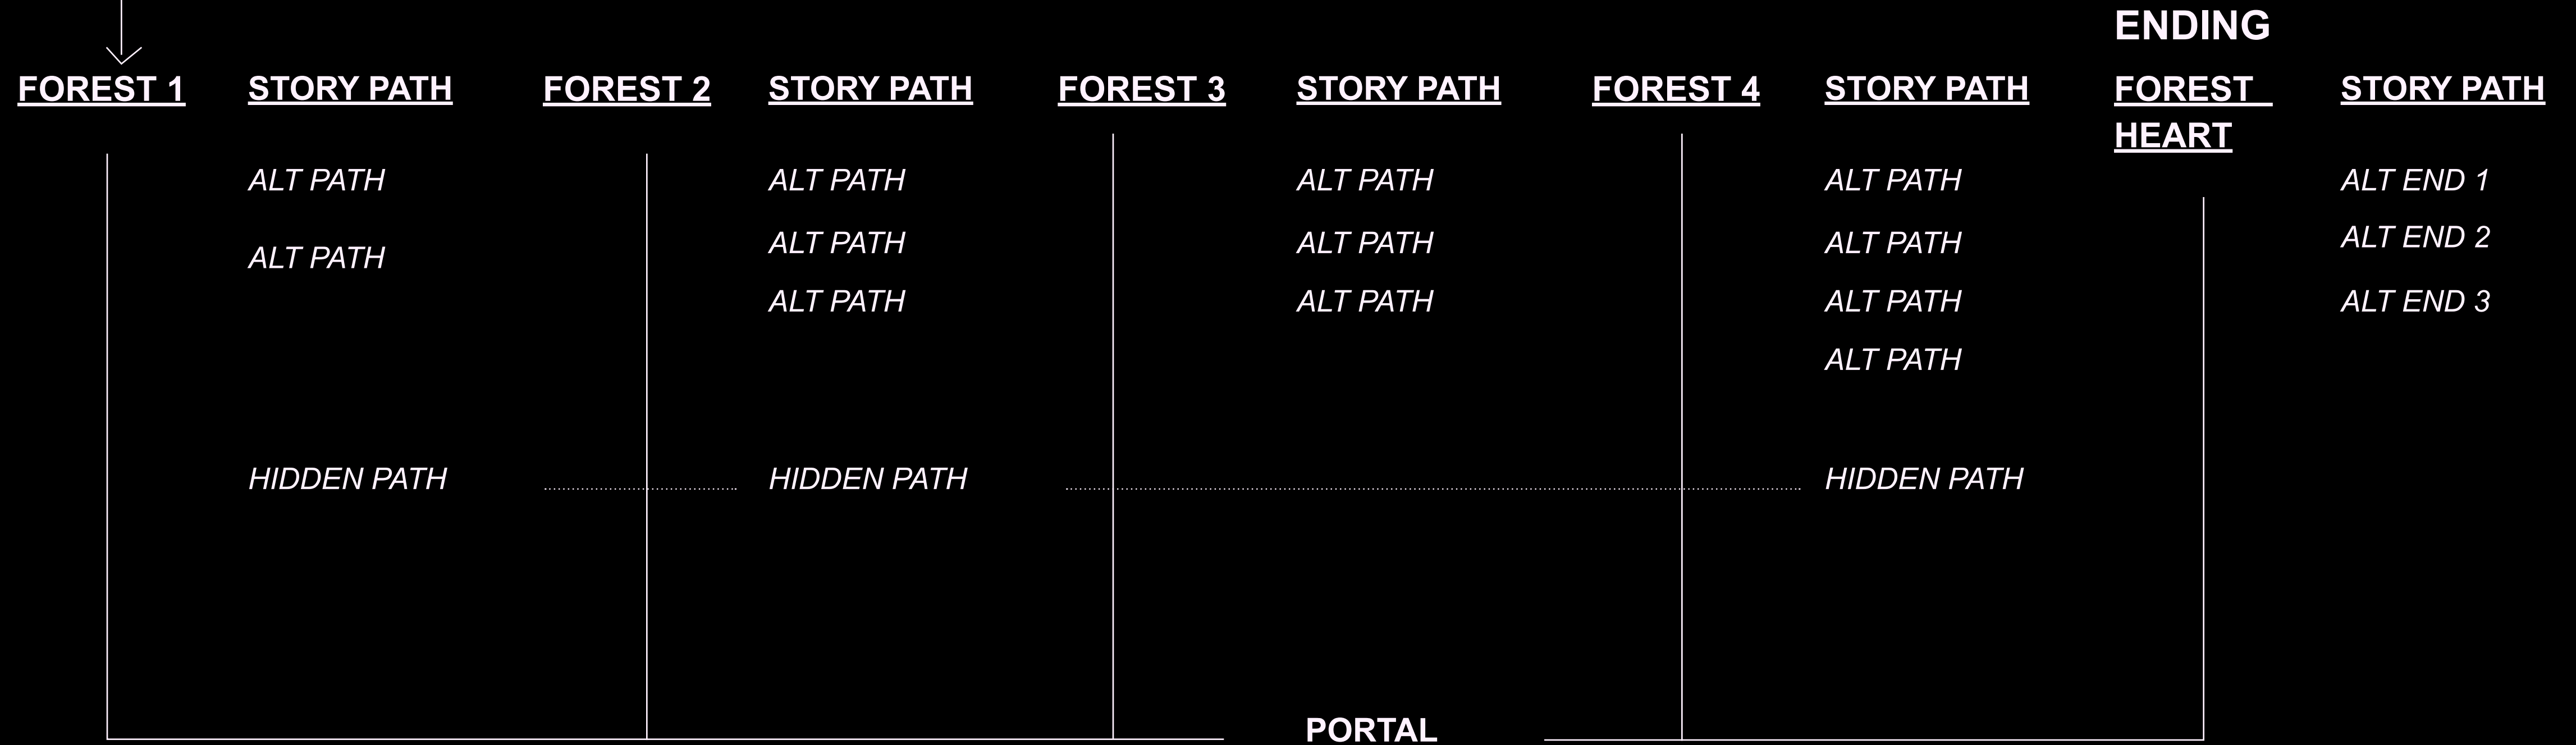 ENDING
FOREST 1
STORY PATH
FOREST 2
STORY PATH
FOREST 3
STORY PATH
FOREST 4
STORY PATH
FOREST
HEART
STORY PATH
ALT PATH
ALT PATH
ALT PATH
ALT PATH
ALT END 1
ALT PATH
ALT PATH
ALT PATH
ALT PATH
ALT END 2
ALT PATH
ALT PATH
ALT PATH
ALT END 3
ALT PATH
HIDDEN PATH
HIDDEN PATH
HIDDEN PATH
PORTAL